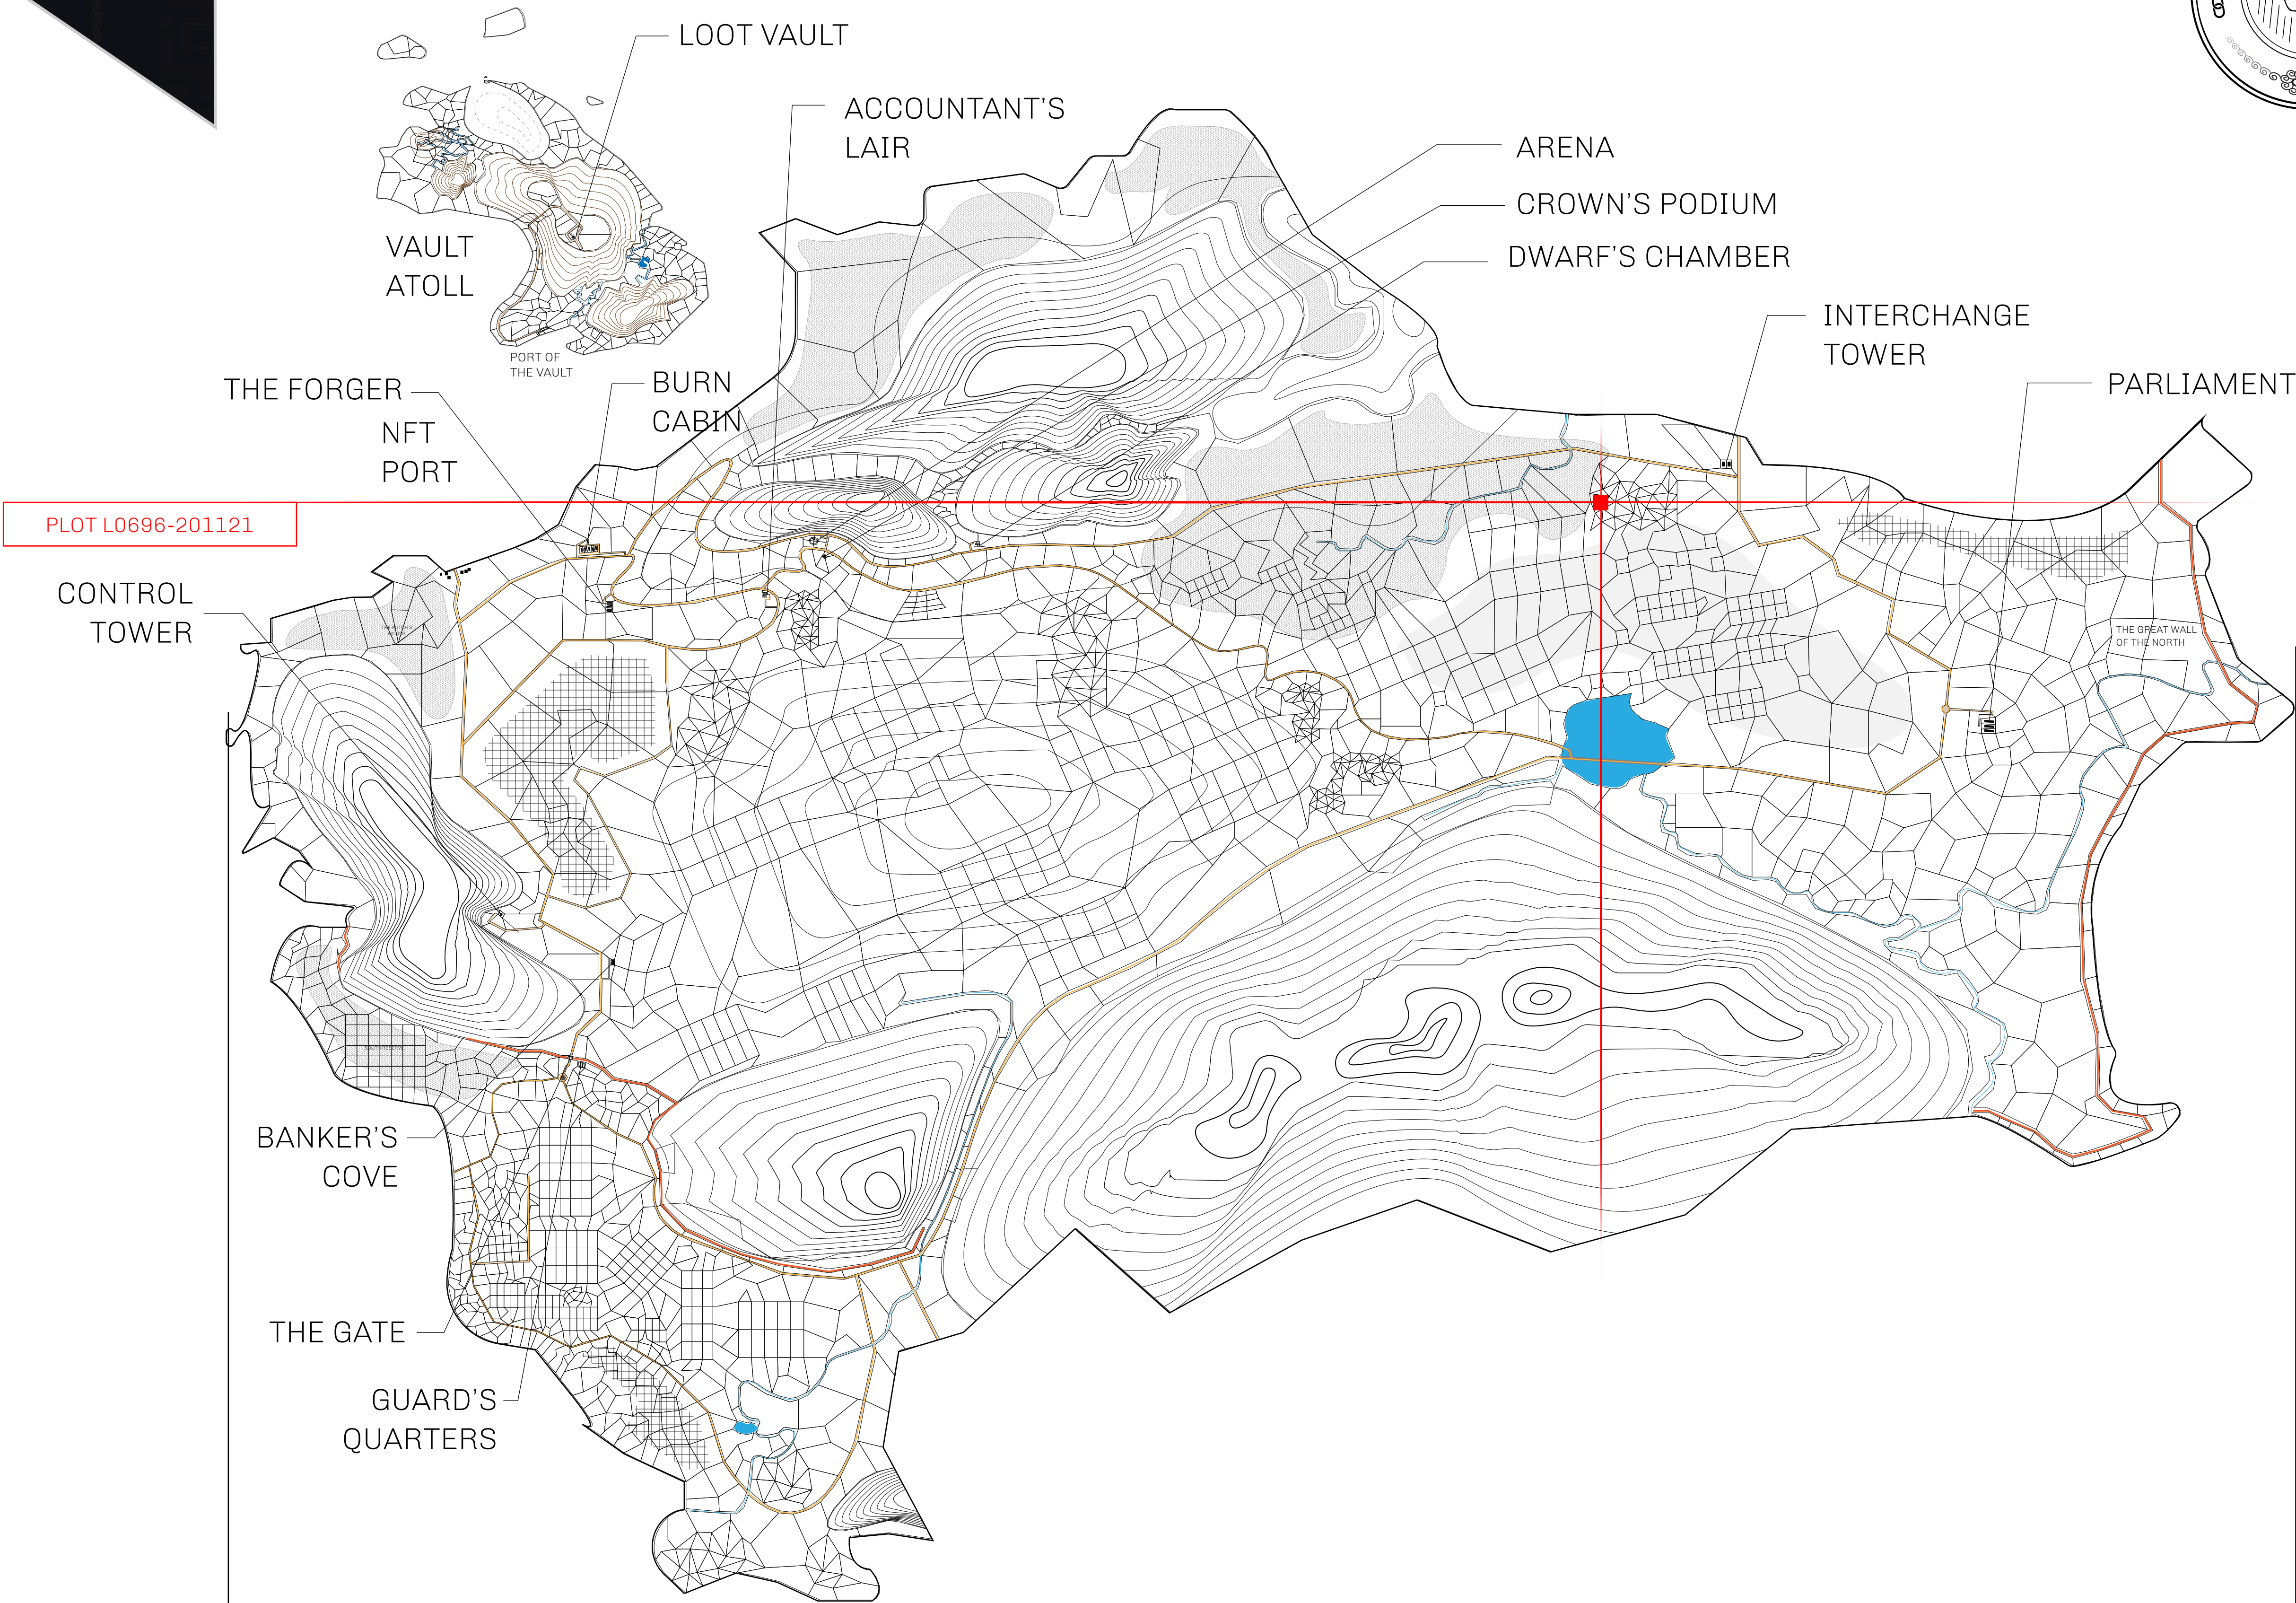 LOOT VAULT
ACCOUNTANT'S
LAIR
ARENA
CROWN'S PODIUM
DWARF'S CHAMBER
VAULT
ATOLL
INTERCHANGE
TOWER
PORT OF
THE VAULT
PARLIAMENT
THE FORGER
BURN
CABIN
NFT
PORT
PLOT L0696-201121
CONTROL
TOWER
THE GREAT WALL
OF THE NORTH
SOUTH RESERVE
BANKER'S
COVE
THE GATE
GUARD'S
QUARTERS